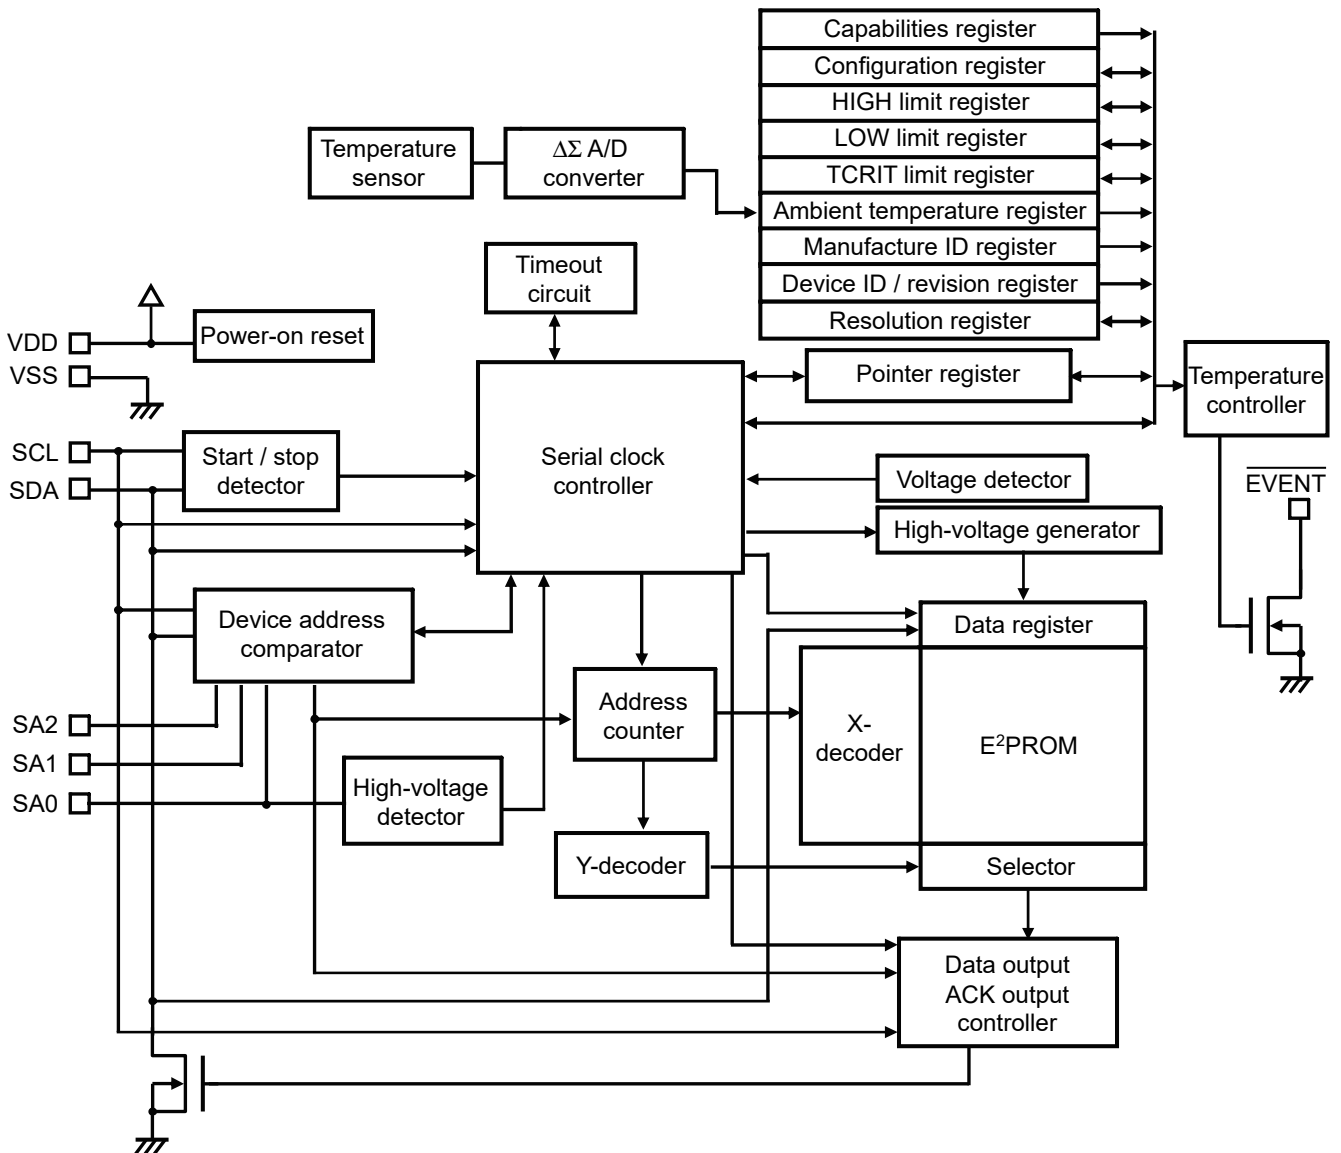 Capabilities register
Configuration register
HIGH limit register
LOW limit register
TCRIT limit register
Ambient temperature register
Manufacture ID register
Device ID / revision register
Resolution register
Temperature
sensor
ΔΣ A/D
converter
Timeout
circuit
VDD
Power-on reset
VSS
Pointer register
Temperature
controller
SCL
SDA
Start / stop
detector
Serial clock
controller
Voltage detector
High-voltage generator
EVENT
Device address
comparator
Data register
SA2
SA1
SA0
Address
counter
X-
decoder
E²PROM
High-voltage
detector
Y-decoder
Selector
Data output
ACK output
controller